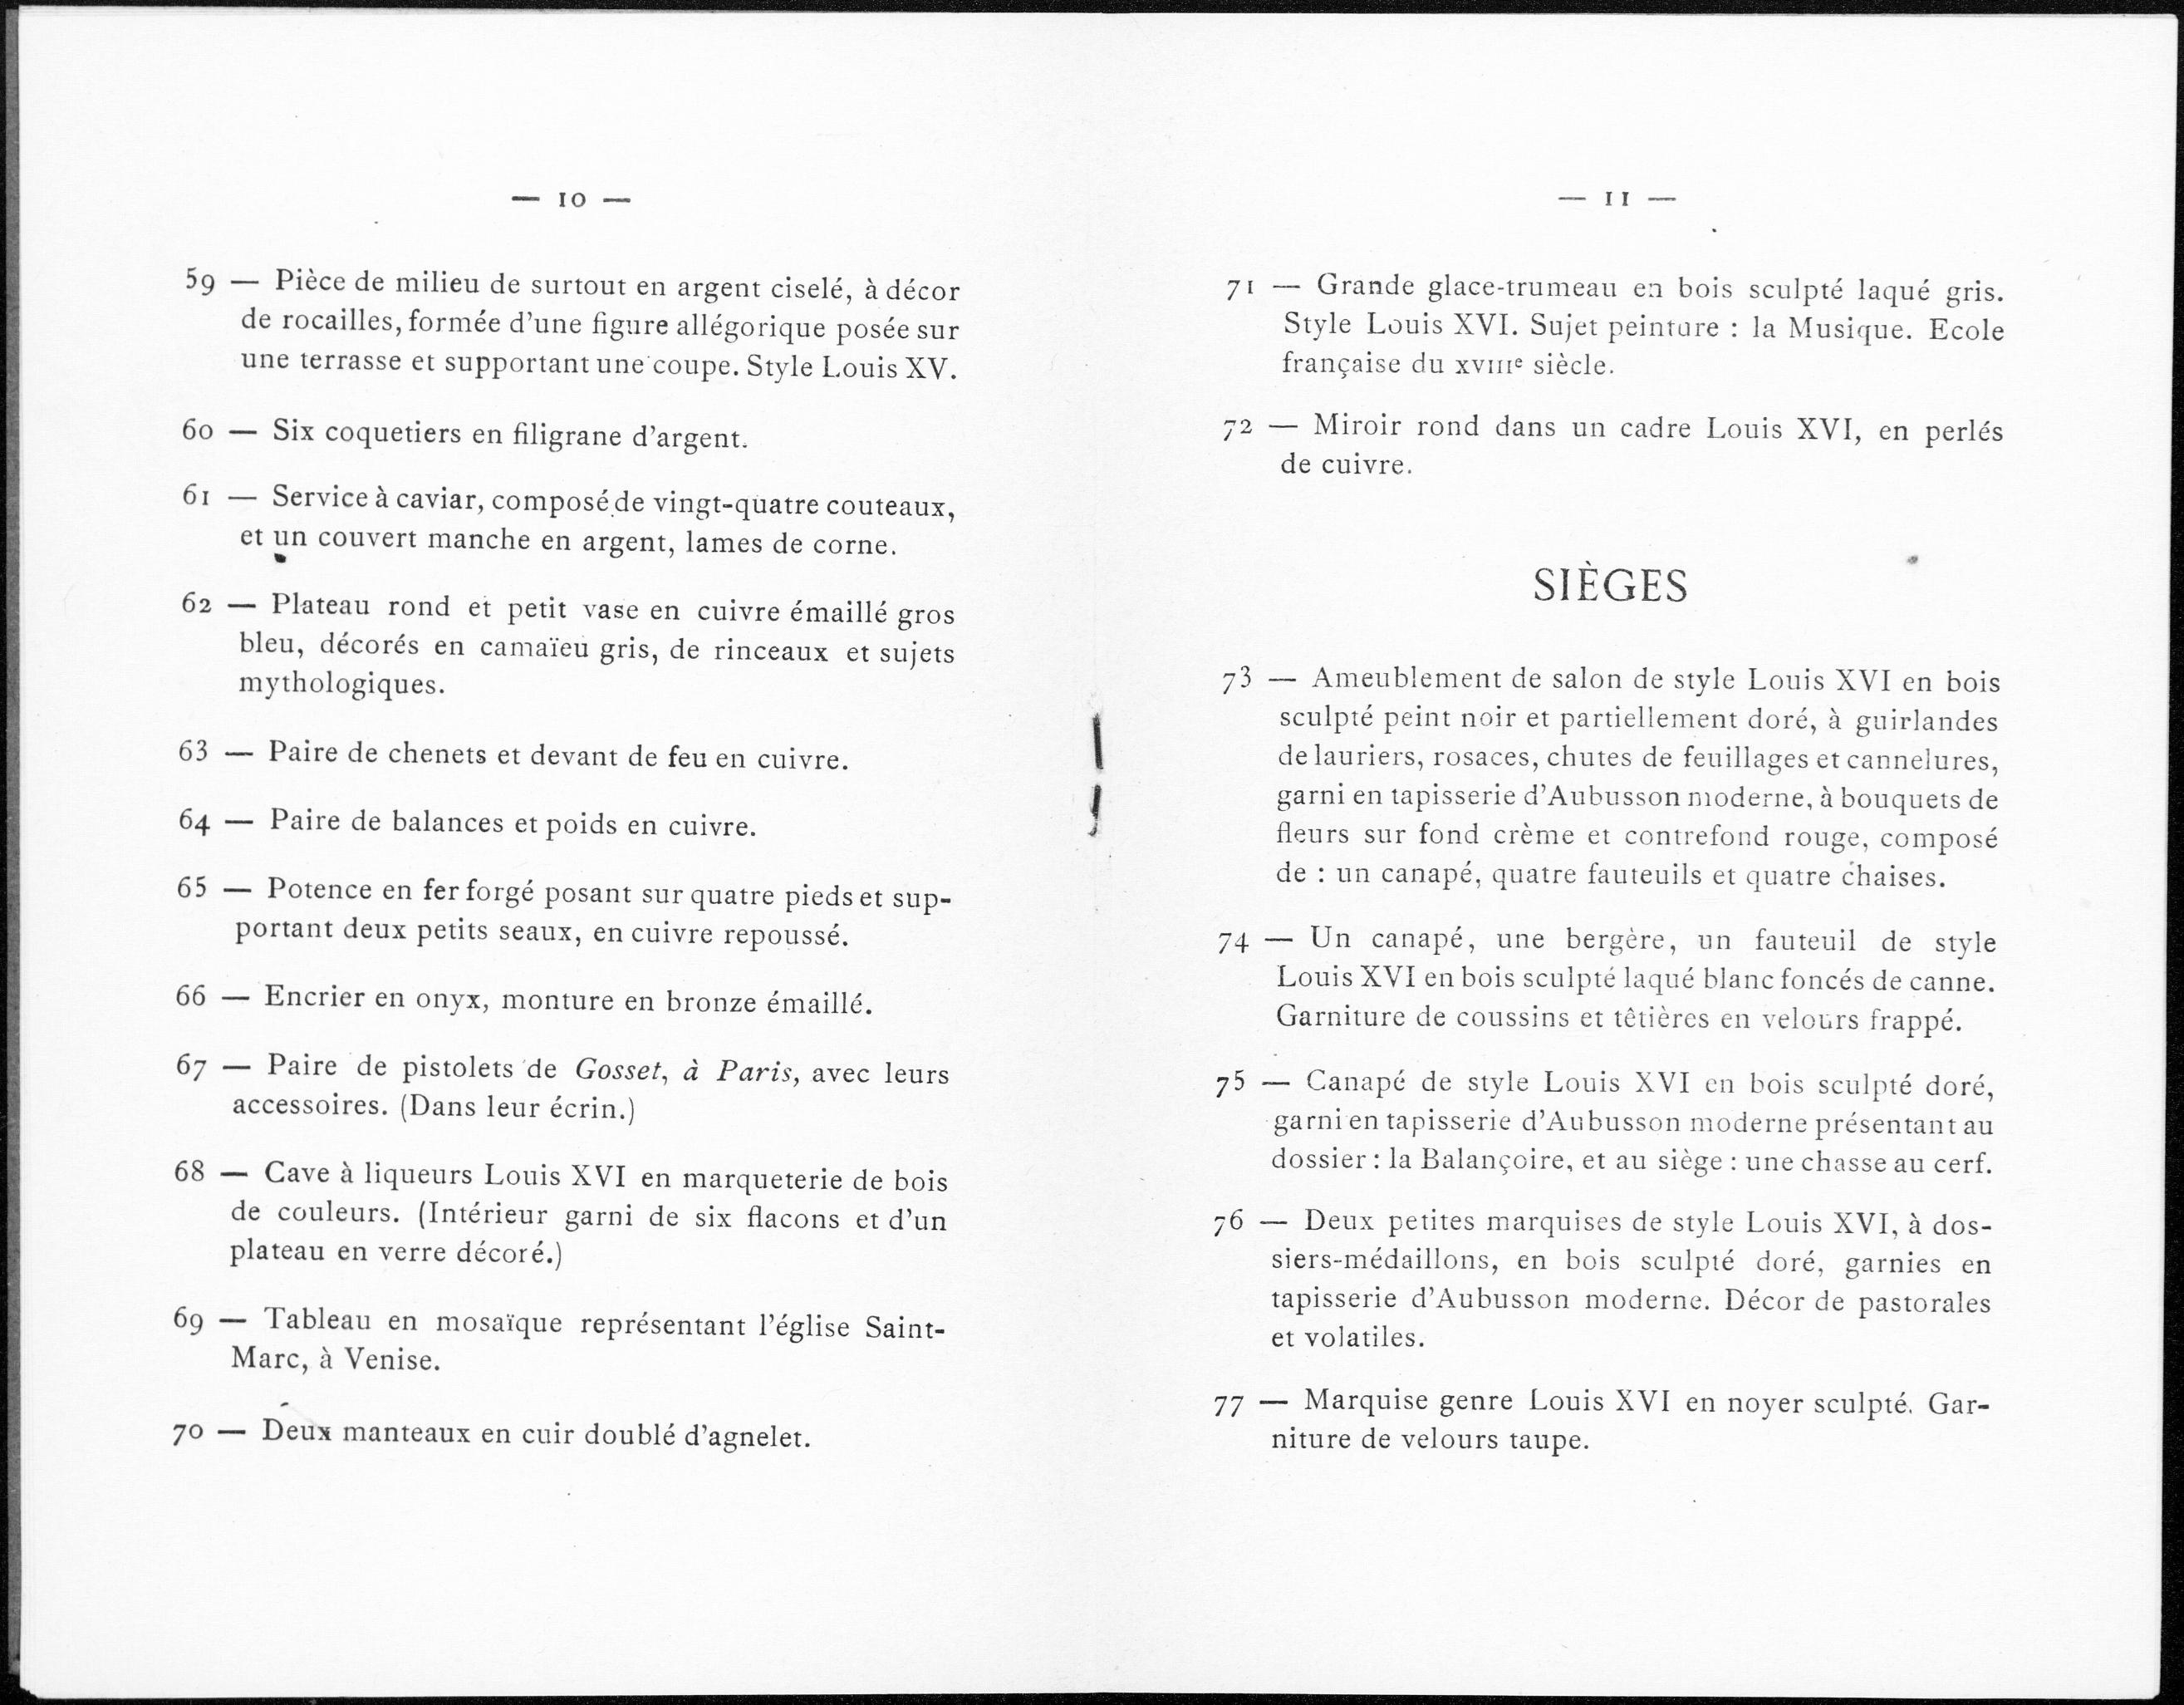 — 10 —
59 — Pièce de milieu de surtout en argent ciselé, à décor
de rocailles, formée d'une figure allégorique posée sur
une terrasse et supportant une coupe. Style Louis XV.
60 — Six coquetiers en filigrane d'argent.
61 — Service à caviar, composé de vingt-quatre couteaux,
et un couvert manche en argent, lames de corne.
62 — Plateau rond et petit vase en cuivre émaillé gros
bleu, décorés en camaïeu gris, de rinceaux et sujets
mythologiques.
63 — Paire de chenets et devant de feu en cuivre.
64 — Paire de balances et poids en cuivre.
65 — Potence en fer forgé posant sur quatre pieds et sup-
portant deux petits seaux, en cuivre repoussé.
66 — Encrier en onyx, monture en bronze émaillé.
67 — Paire de pistolets de Gosset, à Paris, avec leurs
accessoires. (Dans leur écrin.)
68 — Cave à liqueurs Louis XVI en marqueterie de bois
de couleurs. (Intérieur garni de six flacons et d'un
plateau en verre décoré.)
69 — Tableau en mosaïque représentant l'église Saint-
Marc, à Venise.
70 — Deux manteaux en cuir doublé d'agnelet.
— 11 —
71 — Grande glace-trumeau en bois sculpté laqué gris.
Style Louis XVI. Sujet peinture : la Musique. Ecole
française du XVIIIe siècle.
72 — Miroir rond dans un cadre Louis XVI, en perlés
de cuivre.
SIÈGES
73 — Ameublement de salon de style Louis XVI en bois
sculpté peint noir et partiellement doré, à guirlandes
de lauriers, rosaces, chutes de feuillages et cannelures,
garni en tapisserie d'Aubusson moderne, à bouquets de
fleurs sur fond crème et contrefond rouge, composé
de : un canapé, quatre fauteuils et quatre chaises.
74 — Un canapé, une bergère, un fauteuil de style
Louis XVI en bois sculpté laqué blanc foncés de canne.
Garniture de coussins et têtières en velours frappé.
75 — Canapé de style Louis XVI en bois sculpté doré,
garni en tapisserie d'Aubusson moderne présentant au
dossier : la Balançoire, et au siège : une chasse au cerf.
76 — Deux petites marquises de style Louis XVI, à dos-
siers-médaillons, en bois sculpté doré, garnies en
tapisserie d'Aubusson moderne. Décor de pastorales
et volatiles.
77 — Marquise genre Louis XVI en noyer sculpté. Gar-
niture de velours taupe.